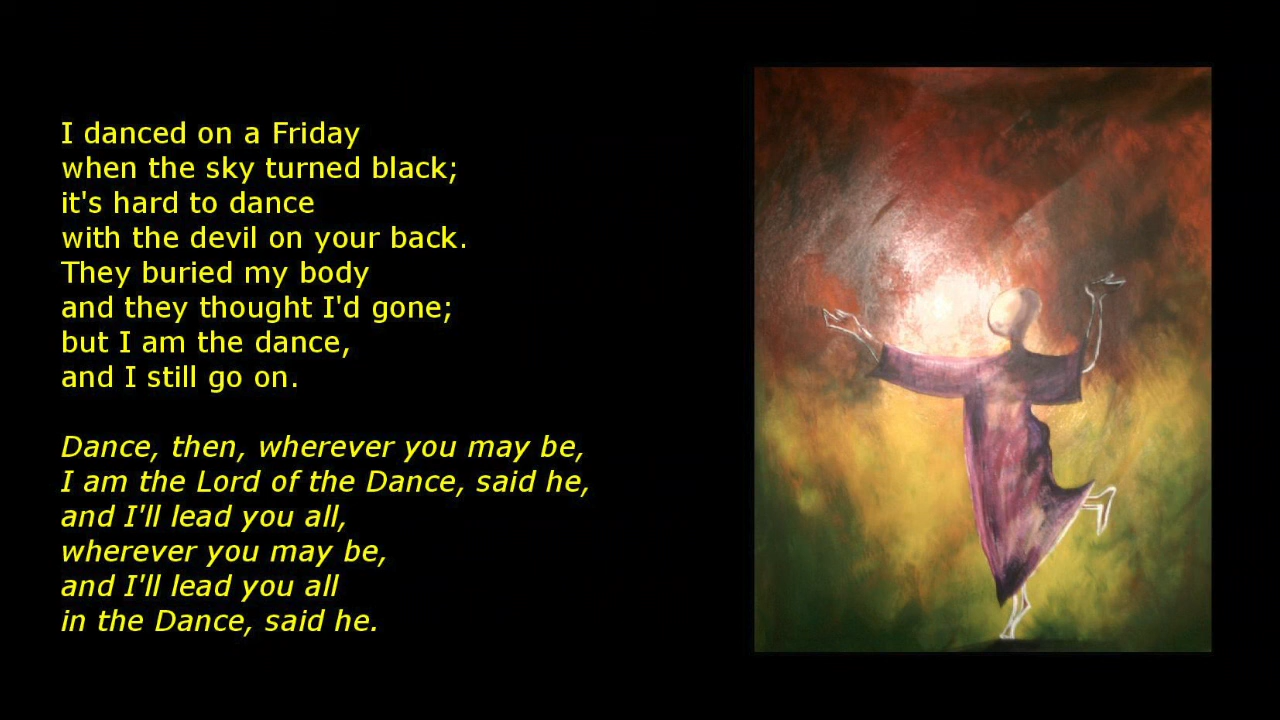 I danced on a Friday
when the sky turned black;
it's hard to dance
with the devil on your back.
They buried my body
and they thought I'd gone;
but I am the dance,
and I still go on.
Dance, then, wherever you may be,
I am the Lord of the Dance, said he,
and I'll lead you all,
wherever you may be,
and I'll lead you all
in the Dance, said he.